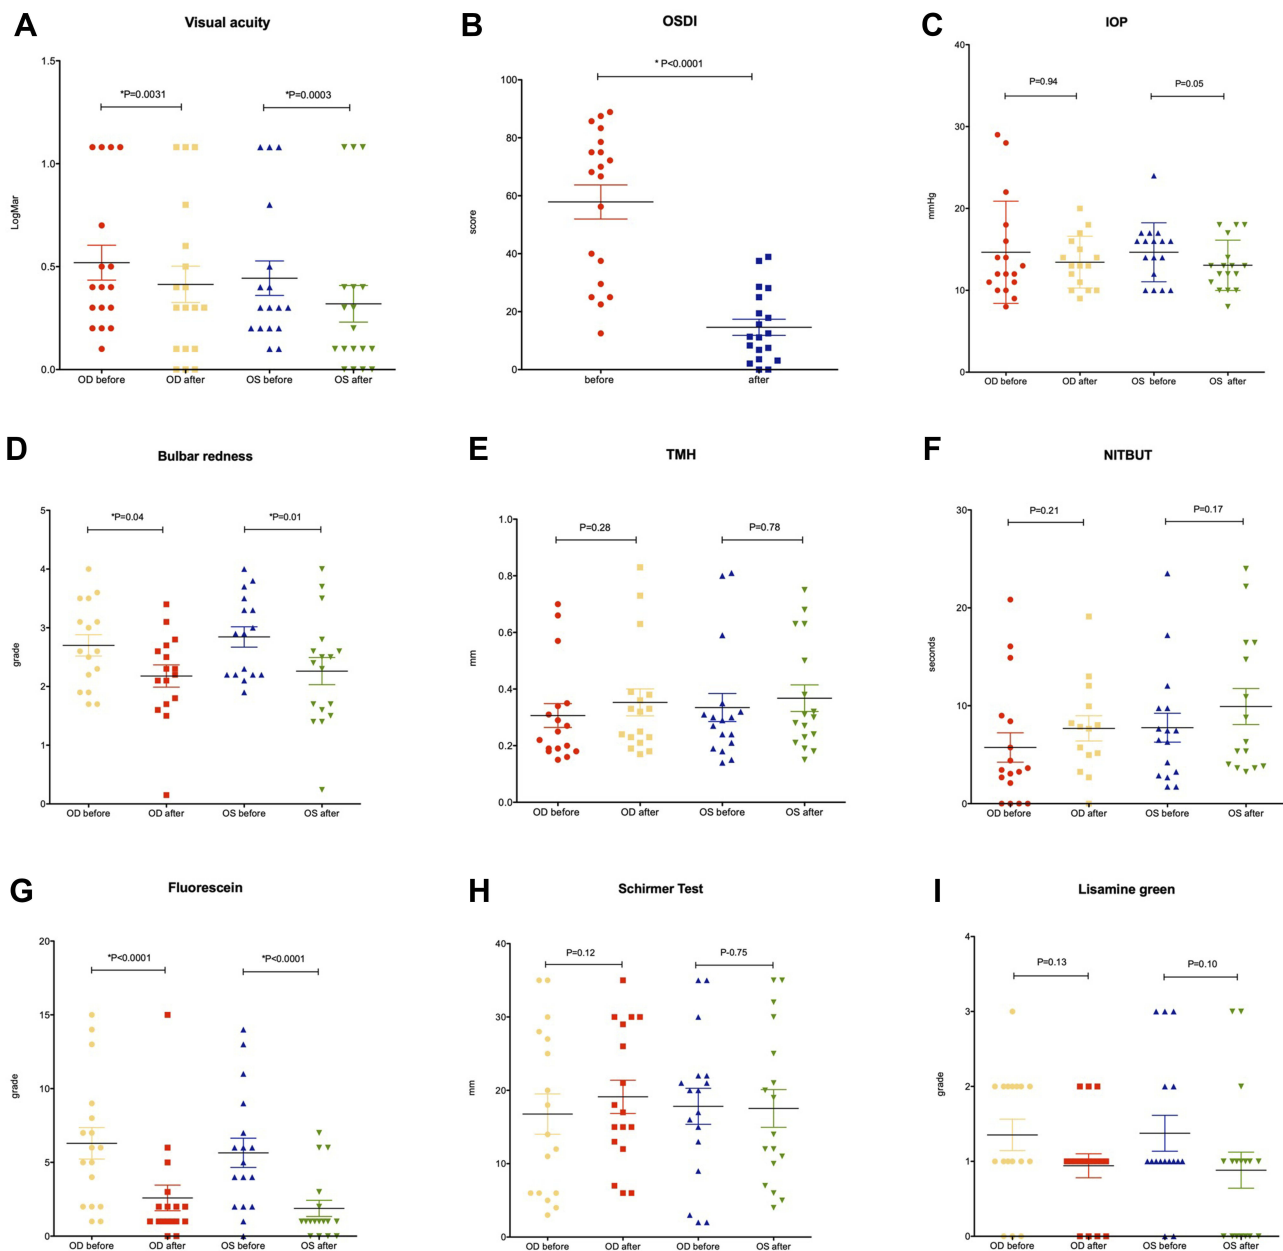 A
Visual acuity
1.5
1.0
0.5
0.0
LogMar
*P=0.0031
*P=0.0003
OD before
OD after
OS before
OS after
B
OSDI
100
80
60
40
20
0
score
* P<0.0001
before
after
C
IOP
40
30
20
10
0
mmHg
P=0.94
P=0.05
OD before
OD after
OS before
OS after
D
Bulbar redness
5
4
3
2
1
0
grade
*P=0.04
*P=0.01
OD before
OD after
OS before
OS after
E
TMH
1.0
0.8
0.6
0.4
0.2
0.0
mm
P=0.28
P=0.78
OD before
OD after
OS before
OS after
F
NITBUT
30
20
10
0
seconds
P=0.21
P=0.17
OD before
OD after
OS before
OS after
G
Fluorescein
20
15
10
5
0
grade
*P<0.0001
*P<0.0001
OD before
OD after
OS before
OS after
H
Schirmer Test
40
30
20
10
0
mm
P=0.12
P-0.75
OD before
OD after
OD before
OS after
I
Lisamine green
4
3
2
1
0
grade
P=0.13
P=0.10
OD before
OD after
OS before
OS after